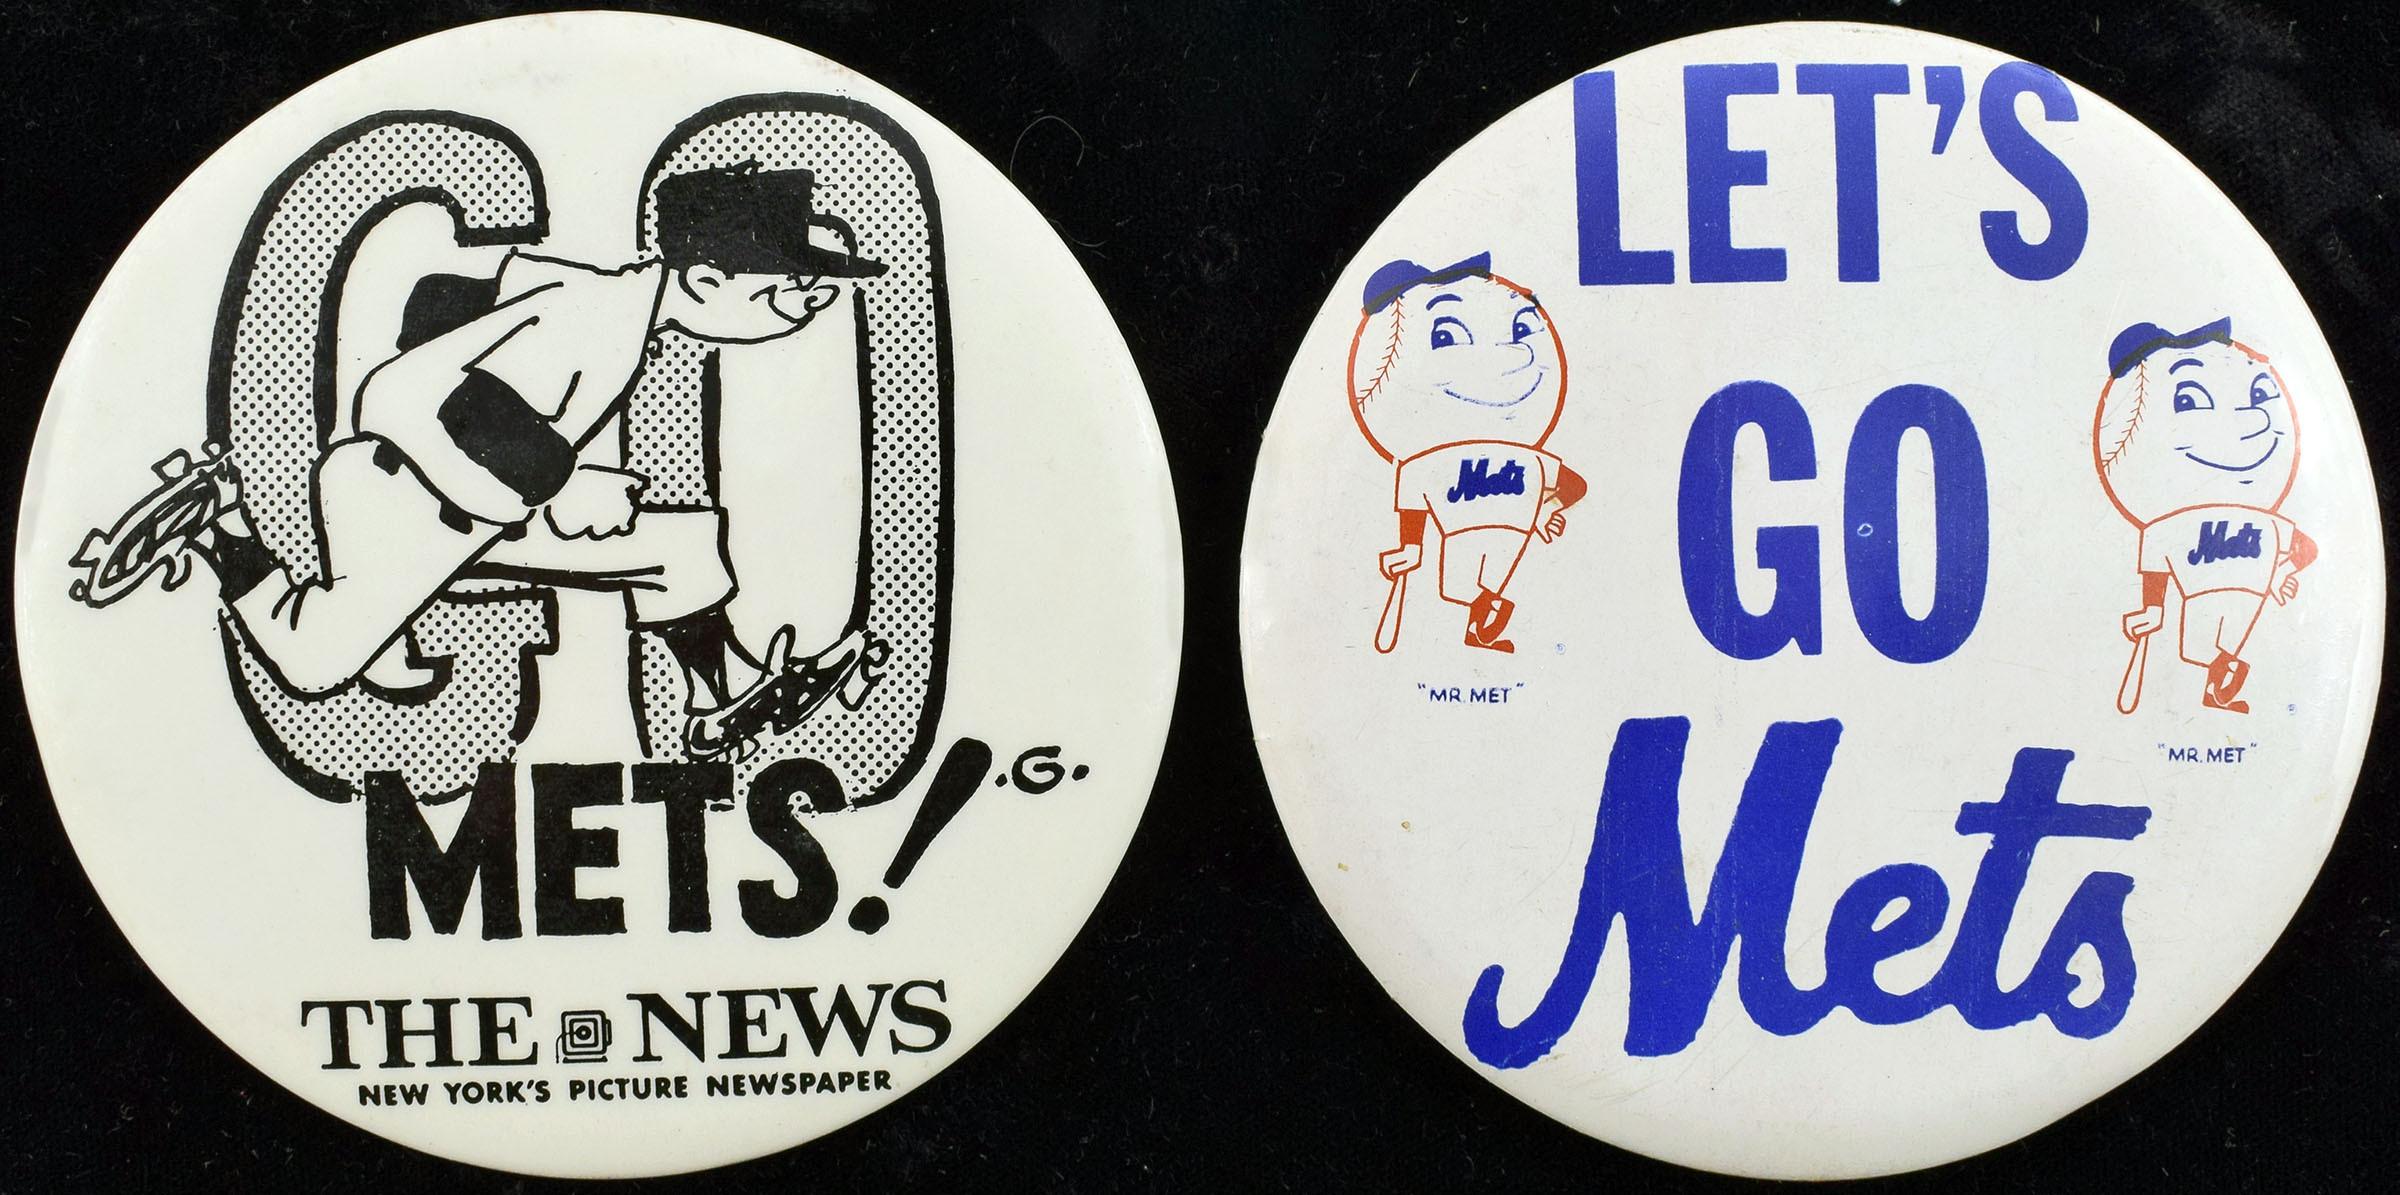 GO
METS!
.G.
THE NEWS
NEW YORK'S PICTURE NEWSPAPER
LET'S
GO
Mets
Mets
"MR. MET"
®
Mets
"MR. MET"
®